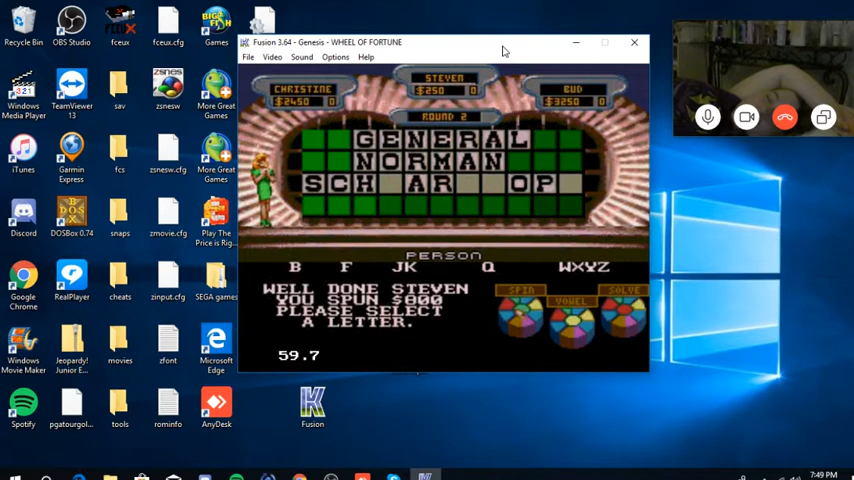 Recycle Bin
OBS Studio
fceux
fceux.cfg
Games
Windows Media Player
TeamViewer 13
sav
zsnesw
More Great Games
iTunes
Garmin Express
fcs
zsnesw.cfg
More Great Games
Discord
DOSBox 0.74
snaps
zmovie.cfg
Play The Price is Rig...
Google Chrome
RealPlayer
cheats
zinput.cfg
SEGA games
Windows Movie Maker
Jeopardy! Junior E...
movies
zfont
Microsoft Edge
Spotify
pgatourgol...
tools
rominfo
AnyDesk
Fusion
Fusion 3.64 - Genesis - WHEEL OF FORTUNE
File Video Sound Options Help
CHRISTINE
$2450 0
STEVEN
$250 0
BUD
$3250 0
ROUND 2
GENERAL
NORMAN
SCH AR OP
PERSON
B F JK Q WXYZ
WELL DONE STEVEN
YOU SPUN $800
PLEASE SELECT
A LETTER.
SPIN
VOWEL
SOLVE
59.7
7:49 PM